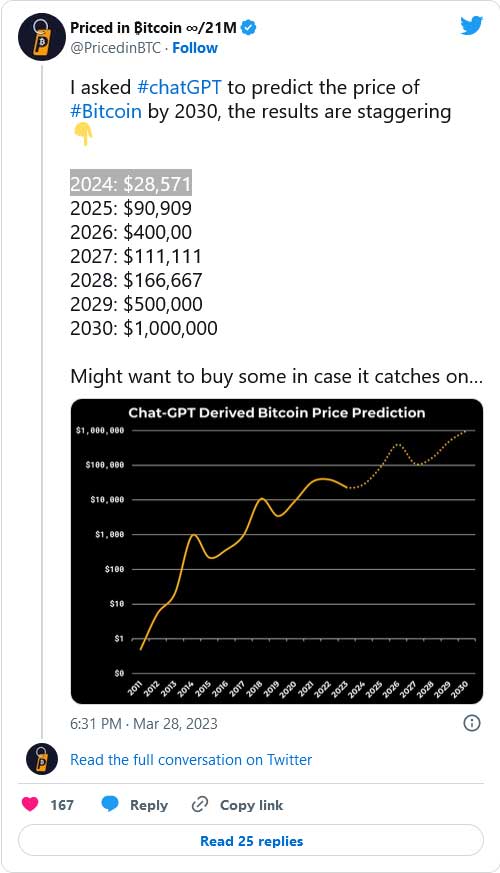 Priced in ₿itcoin ∞/21M
@PricedinBTC · Follow
I asked #chatGPT to predict the price of
#Bitcoin by 2030, the results are staggering
👇
2024: $28,571
2025: $90,909
2026: $400,00
2027: $111,111
2028: $166,667
2029: $500,000
2030: $1,000,000
Might want to buy some in case it catches on...
Chat-GPT Derived Bitcoin Price Prediction
$1,000,000
$100,000
$10,000
$1,000
$100
$10
$1
$0
2011 2012 2013 2014 2015 2016 2017 2018 2019 2020 2021 2022 2023 2024 2025 2026 2027 2028 2029 2030
6:31 PM · Mar 28, 2023
Read the full conversation on Twitter
167 Reply Copy link
Read 25 replies